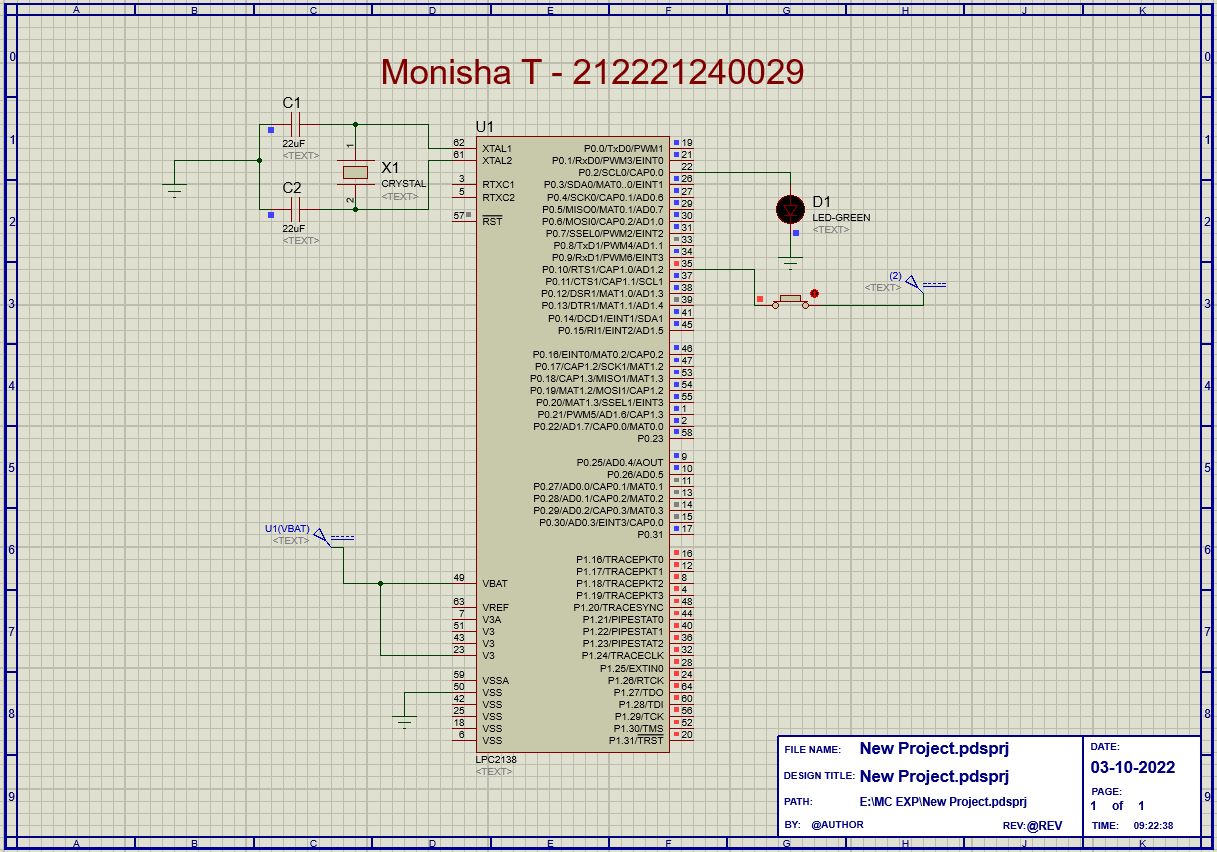 A B C D E F G H J K
Monisha T - 212221240029
0 0
1 1
2 2
3 3
4 4
5 5
6 6
7 7
8 8
9 9
C1
22uF
<TEXT>
X1
CRYSTAL
<TEXT>
1
2
C2
22uF
<TEXT>
U1
62 XTAL1
61 XTAL2
3 RTXC1
5 RTXC2
57 RST
49 VBAT
63 VREF
7 V3A
51 V3
43 V3
23 V3
59 VSSA
50 VSS
42 VSS
25 VSS
18 VSS
6 VSS
P0.0/TxD0/PWM1 19
P0.1/RxD0/PWM3/EINT0 21
P0.2/SCL0/CAP0.0 22
P0.3/SDA0/MAT0..0/EINT1 26
P0.4/SCK0/CAP0.1/AD0.6 27
P0.5/MISO0/MAT0.1/AD0.7 29
P0.6/MOSI0/CAP0.2/AD1.0 30
P0.7/SSEL0/PWM2/EINT2 31
P0.8/TxD1/PWM4/AD1.1 33
P0.9/RxD1/PWM6/EINT3 34
P0.10/RTS1/CAP1.0/AD1.2 35
P0.11/CTS1/CAP1.1/SCL1 37
P0.12/DSR1/MAT1.0/AD1.3 38
P0.13/DTR1/MAT1.1/AD1.4 39
P0.14/DCD1/EINT1/SDA1 41
P0.15/RI1/EINT2/AD1.5 45
P0.16/EINT0/MAT0.2/CAP0.2 46
P0.17/CAP1.2/SCK1/MAT1.2 47
P0.18/CAP1.3/MISO1/MAT1.3 53
P0.19/MAT1.2/MOSI1/CAP1.2 54
P0.20/MAT1.3/SSEL1/EINT3 55
P0.21/PWM5/AD1.6/CAP1.3 1
P0.22/AD1.7/CAP0.0/MAT0.0 2
P0.23 58
P0.25/AD0.4/AOUT 9
P0.26/AD0.5 10
P0.27/AD0.0/CAP0.1/MAT0.1 11
P0.28/AD0.1/CAP0.2/MAT0.2 13
P0.29/AD0.2/CAP0.3/MAT0.3 14
P0.30/AD0.3/EINT3/CAP0.0 15
P0.31 17
P1.16/TRACEPKT0 16
P1.17/TRACEPKT1 12
P1.18/TRACEPKT2 8
P1.19/TRACEPKT3 4
P1.20/TRACESYNC 48
P1.21/PIPESTAT0 44
P1.22/PIPESTAT1 40
P1.23/PIPESTAT2 36
P1.24/TRACECLK 32
P1.25/EXTIN0 28
P1.26/RTCK 24
P1.27/TDO 64
P1.28/TDI 60
P1.29/TCK 56
P1.30/TMS 52
P1.31/TRST 20
LPC2138
<TEXT>
D1
LED-GREEN
<TEXT>
(2)
<TEXT>
U1(VBAT)
<TEXT>
FILE NAME: New Project.pdsprj
DESIGN TITLE: New Project.pdsprj
PATH: E:\MC EXP\New Project.pdsprj
BY: @AUTHOR REV:@REV
DATE:
03-10-2022
PAGE:
1 of 1
TIME: 09:22:38
A B C D E F G H J K